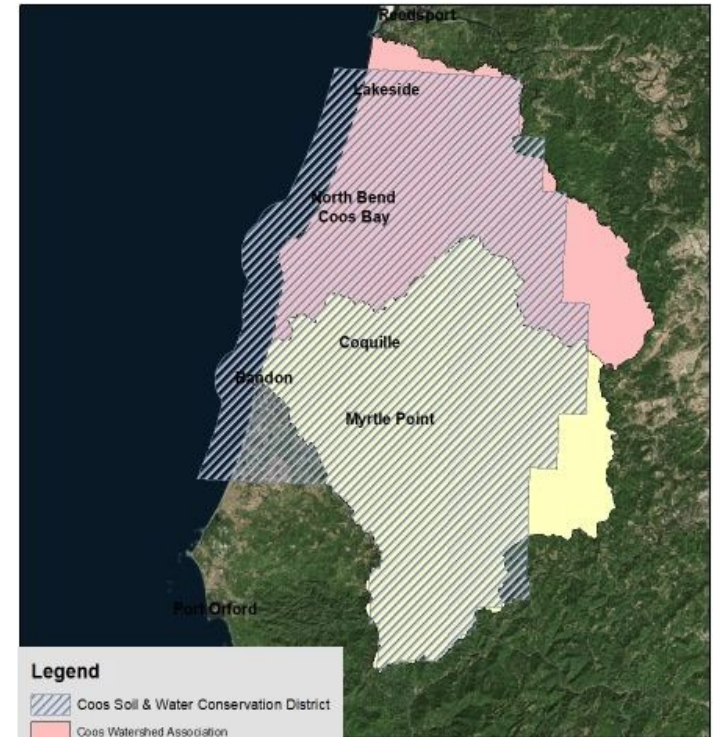 Reedsport
Lakeside
North Bend
Coos Bay
Coquille
Bandon
Myrtle Point
Port Orford
Legend
Coos Soil & Water Conservation District
Coos Watershed Association